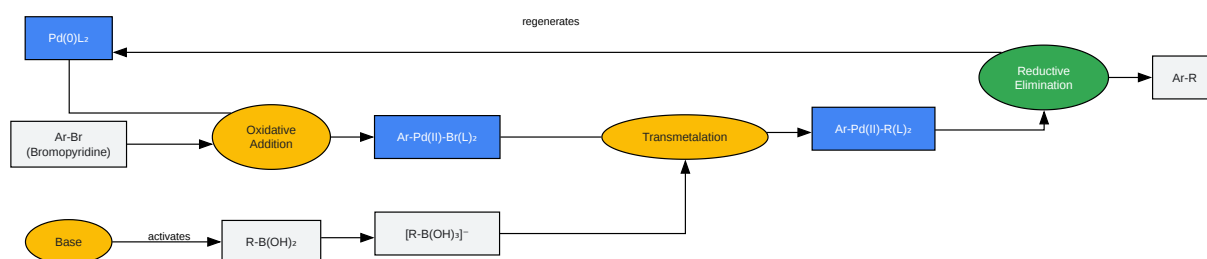 regenerates
Pd(0)L₂
Reductive
Elimination
Ar-R
Ar-Br
(Bromopyridine)
Oxidative
Addition
Ar-Pd(II)-Br(L)₂
Transmetalation
Ar-Pd(II)-R(L)₂
Base
activates
R-B(OH)₂
[R-B(OH)₃]⁻